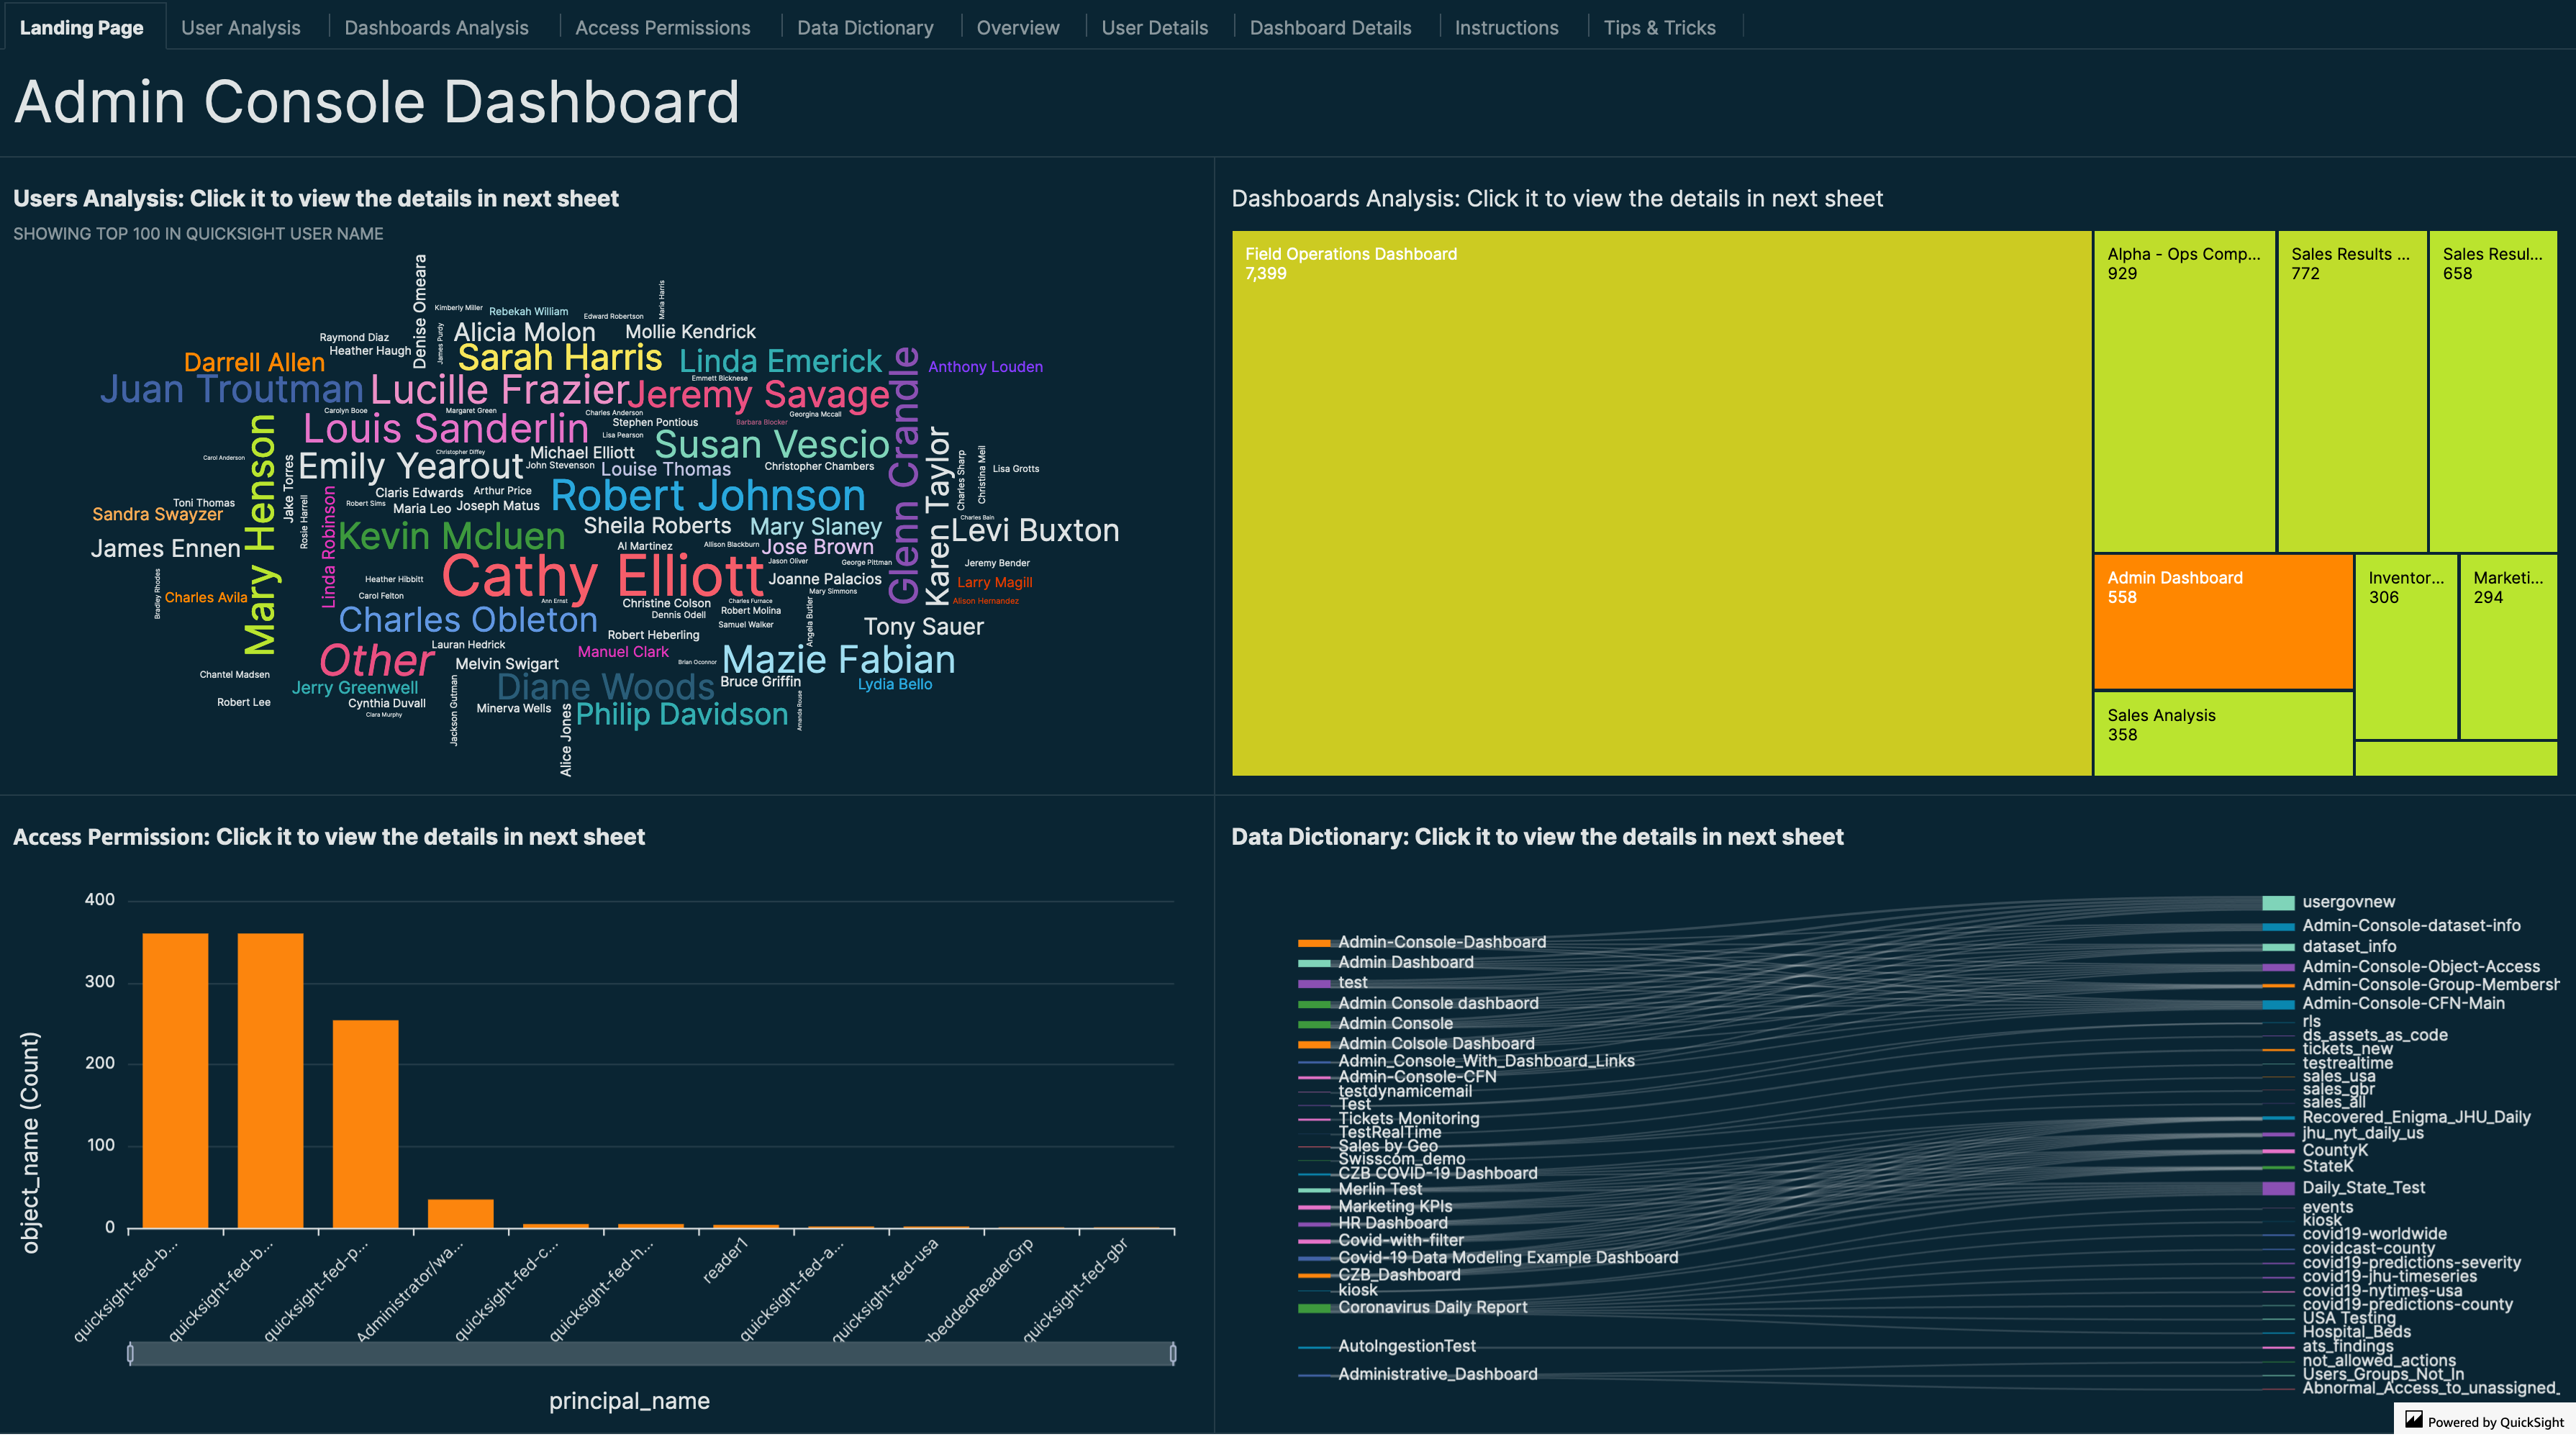 Landing Page
User Analysis
Dashboards Analysis
Access Permissions
Data Dictionary
Overview
User Details
Dashboard Details
Instructions
Tips & Tricks
Admin Console Dashboard
Users Analysis: Click it to view the details in next sheet
SHOWING TOP 100 IN QUICKSIGHT USER NAME
Denise Omeara
Maria Harris
Kimberly Miller
Rebekah William
Edward Robertson
James Purdy
Alicia Molon
Mollie Kendrick
Raymond Diaz
Heather Haugh
Sarah Harris
Linda Emerick
Darrell Allen
Glenn Crandle
Anthony Louden
Emmett Bicknese
Juan Troutman
Lucille Frazier
Jeremy Savage
Carolyn Booe
Margaret Green
Charles Anderson
Georgina Mccall
Mary Henson
Louis Sanderlin
Stephen Pontious
Barbara Blocker
Lisa Pearson
Susan Vescio
Karen Taylor
Carol Anderson
Christopher Diffey
Michael Elliott
Jake Torres
Emily Yearout
John Stevenson
Louise Thomas
Christopher Chambers
Charles Sharp
Christina Meil
Lisa Grotts
Claris Edwards
Arthur Price
Robert Johnson
Toni Thomas
Rosie Harrell
Linda Robinson
Robert Sims
Maria Leo
Joseph Matus
Sandra Swayzer
Charles Bain
Sheila Roberts
Mary Slaney
Levi Buxton
Kevin Mcluen
James Ennen
Al Martinez
Allison Blackburn
Jose Brown
Jason Oliver
George Pittman
Jeremy Bender
Cathy Elliott
Heather Hibbitt
Joanne Palacios
Larry Magill
Bradley Rhodes
Charles Avila
Carol Felton
Mary Simmons
Ann Ernst
Christine Colson
Charles Furnace
Alison Hernandez
Robert Molina
Dennis Odell
Angela Butler
Charles Obleton
Samuel Walker
Tony Sauer
Robert Heberling
Lauran Hedrick
Manuel Clark
Other
Melvin Swigart
Brian Oconnor
Mazie Fabian
Chantel Madsen
Jerry Greenwell
Diane Woods
Bruce Griffin
Lydia Bello
Robert Lee
Cynthia Duvall
Jackson Gutman
Minerva Wells
Amanda Rouse
Clara Murphy
Alice Jones
Philip Davidson
Dashboards Analysis: Click it to view the details in next sheet
Field Operations Dashboard
7,399
Alpha - Ops Comp...
929
Sales Results ...
772
Sales Resul...
658
Admin Dashboard
558
Inventor...
306
Marketi...
294
Sales Analysis
358
Access Permission: Click it to view the details in next sheet
object_name (Count)
400
300
200
100
0
quicksight-fed-b...
quicksight-fed-b...
quicksight-fed-p...
Administrator/wa...
quicksight-fed-c...
quicksight-fed-h...
reader1
quicksight-fed-a...
quicksight-fed-usa
beddedReaderGrp
quicksight-fed-gbr
principal_name
Data Dictionary: Click it to view the details in next sheet
Admin-Console-Dashboard
Admin Dashboard
test
Admin Console dashbaord
Admin Console
Admin Colsole Dashboard
Admin_Console_With_Dashboard_Links
Admin-Console-CFN
testdynamicemail
Test
Tickets Monitoring
TestRealTime
Sales by Geo
Swisscom_demo
CZB COVID-19 Dashboard
Merlin Test
Marketing KPIs
HR Dashboard
Covid-with-filter
Covid-19 Data Modeling Example Dashboard
CZB_Dashboard
kiosk
Coronavirus Daily Report
AutoIngestionTest
Administrative_Dashboard
usergovnew
Admin-Console-dataset-info
dataset_info
Admin-Console-Object-Access
Admin-Console-Group-Membersh
Admin-Console-CFN-Main
rls
ds_assets_as_code
tickets_new
testrealtime
sales_usa
sales_gbr
sales_all
Recovered_Enigma_JHU_Daily
jhu_nyt_daily_us
CountyK
StateK
Daily_State_Test
events
kiosk
covid19-worldwide
covidcast-county
covid19-predictions-severity
covid19-jhu-timeseries
covid19-nytimes-usa
covid19-predictions-county
USA Testing
Hospital_Beds
ats_findings
not_allowed_actions
Users_Groups_Not_In
Abnormal_Access_to_unassigned_
Powered by QuickSight